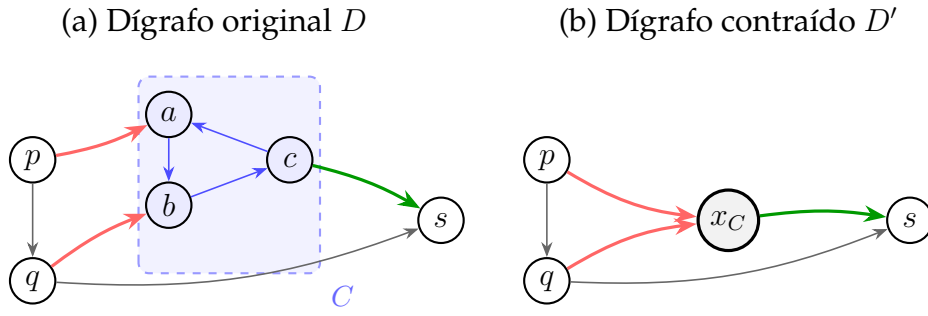 (a) Dígrafo original D
(b) Dígrafo contraído D′
a
p
c
b
s
q
C
p
x_C
s
q